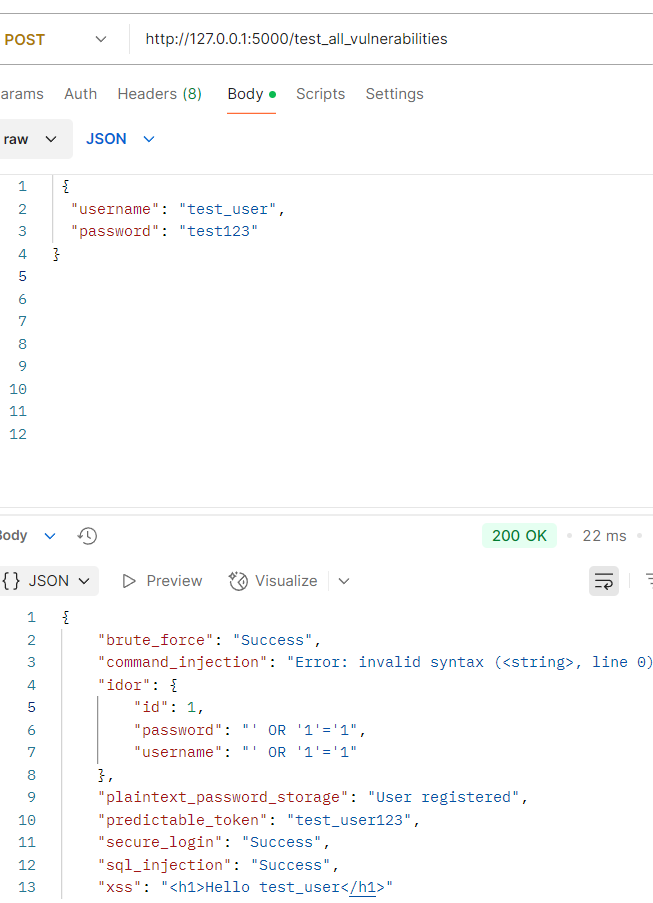 POST http://127.0.0.1:5000/test_all_vulnerabilities
arams Auth Headers (8) Body Scripts Settings
raw JSON
1 {
2 "username": "test_user",
3 "password": "test123"
4 }
5
6
7
8
9
10
11
12
Body 200 OK 22 ms
{} JSON Preview Visualize
1 {
2 "brute_force": "Success",
3 "command_injection": "Error: invalid syntax (<string>, line 0)
4 "idor": {
5 "id": 1,
6 "password": "' OR '1'='1",
7 "username": "' OR '1'='1"
8 },
9 "plaintext_password_storage": "User registered",
10 "predictable_token": "test_user123",
11 "secure_login": "Success",
12 "sql_injection": "Success",
13 "xss": "<h1>Hello test_user</h1>"